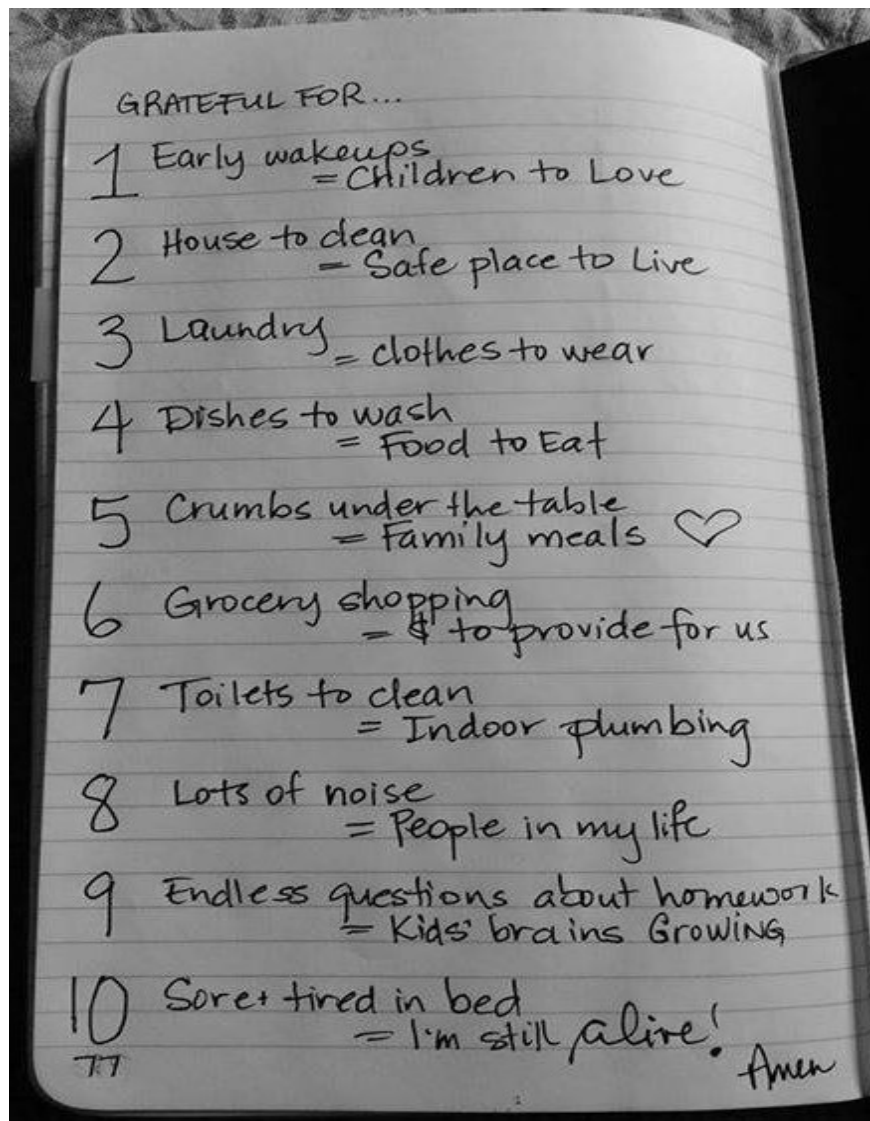 GRATEFUL FOR...
1 Early wakeups
= Children to Love
2 House to clean
= Safe place to Live
3 Laundry
= clothes to wear
4 Dishes to wash
= Food to Eat
5 Crumbs under the table
= Family meals ♡
6 Grocery shopping
= $ to provide for us
7 Toilets to clean
= Indoor plumbing
8 Lots of noise
= People in my life
9 Endless questions about homework
= Kids' brains GROWING
10 Sore + tired in bed
= I'm still alive!
Amen
77